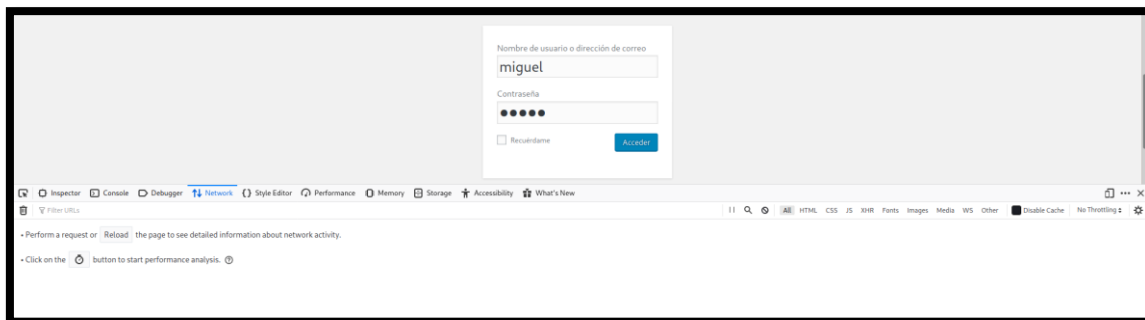 Nombre de usuario o dirección de correo
miguel
Contraseña
Recuérdame Acceder
Inspector Console Debugger Network Style Editor Performance Memory Storage Accessibility What's New
Filter URLs All HTML CSS JS XHR Fonts Images Media WS Other Disable Cache No Throttling
• Perform a request or Reload the page to see detailed information about network activity.
• Click on the button to start performance analysis.